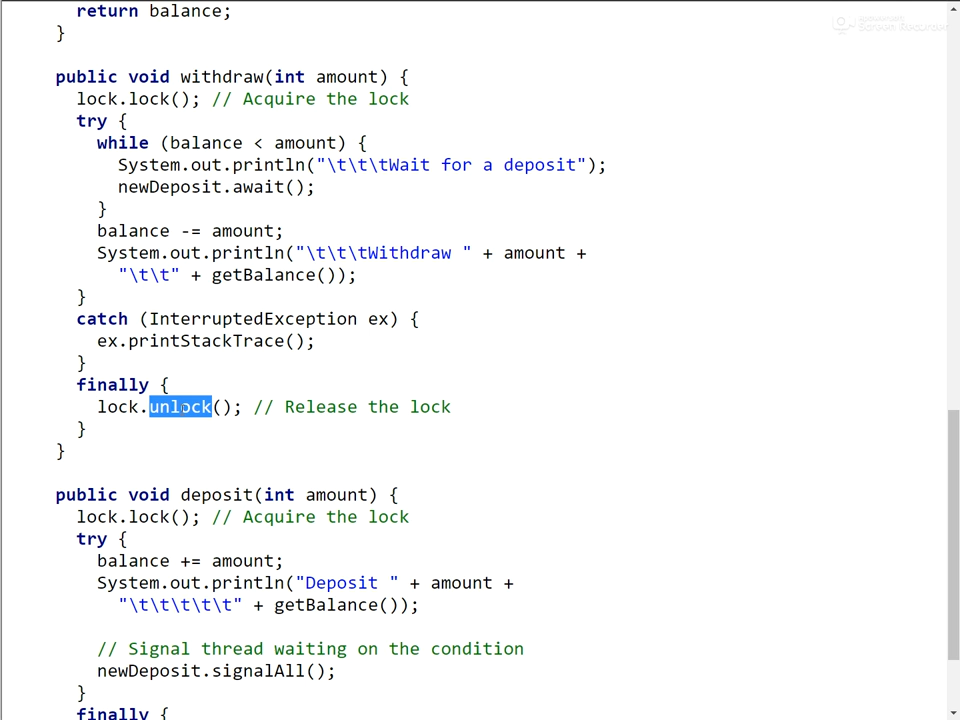 return balance;
}
public void withdraw(int amount) {
lock.lock(); // Acquire the lock
try {
while (balance < amount) {
System.out.println("\t\t\tWait for a deposit");
newDeposit.await();
}
balance -= amount;
System.out.println("\t\t\tWithdraw " + amount +
"\t\t" + getBalance());
}
catch (InterruptedException ex) {
ex.printStackTrace();
}
finally {
lock.unlock(); // Release the lock
}
}
public void deposit(int amount) {
lock.lock(); // Acquire the lock
try {
balance += amount;
System.out.println("Deposit " + amount +
"\t\t\t\t\t" + getBalance());
// Signal thread waiting on the condition
newDeposit.signalAll();
}
finally {
Screen Recorder